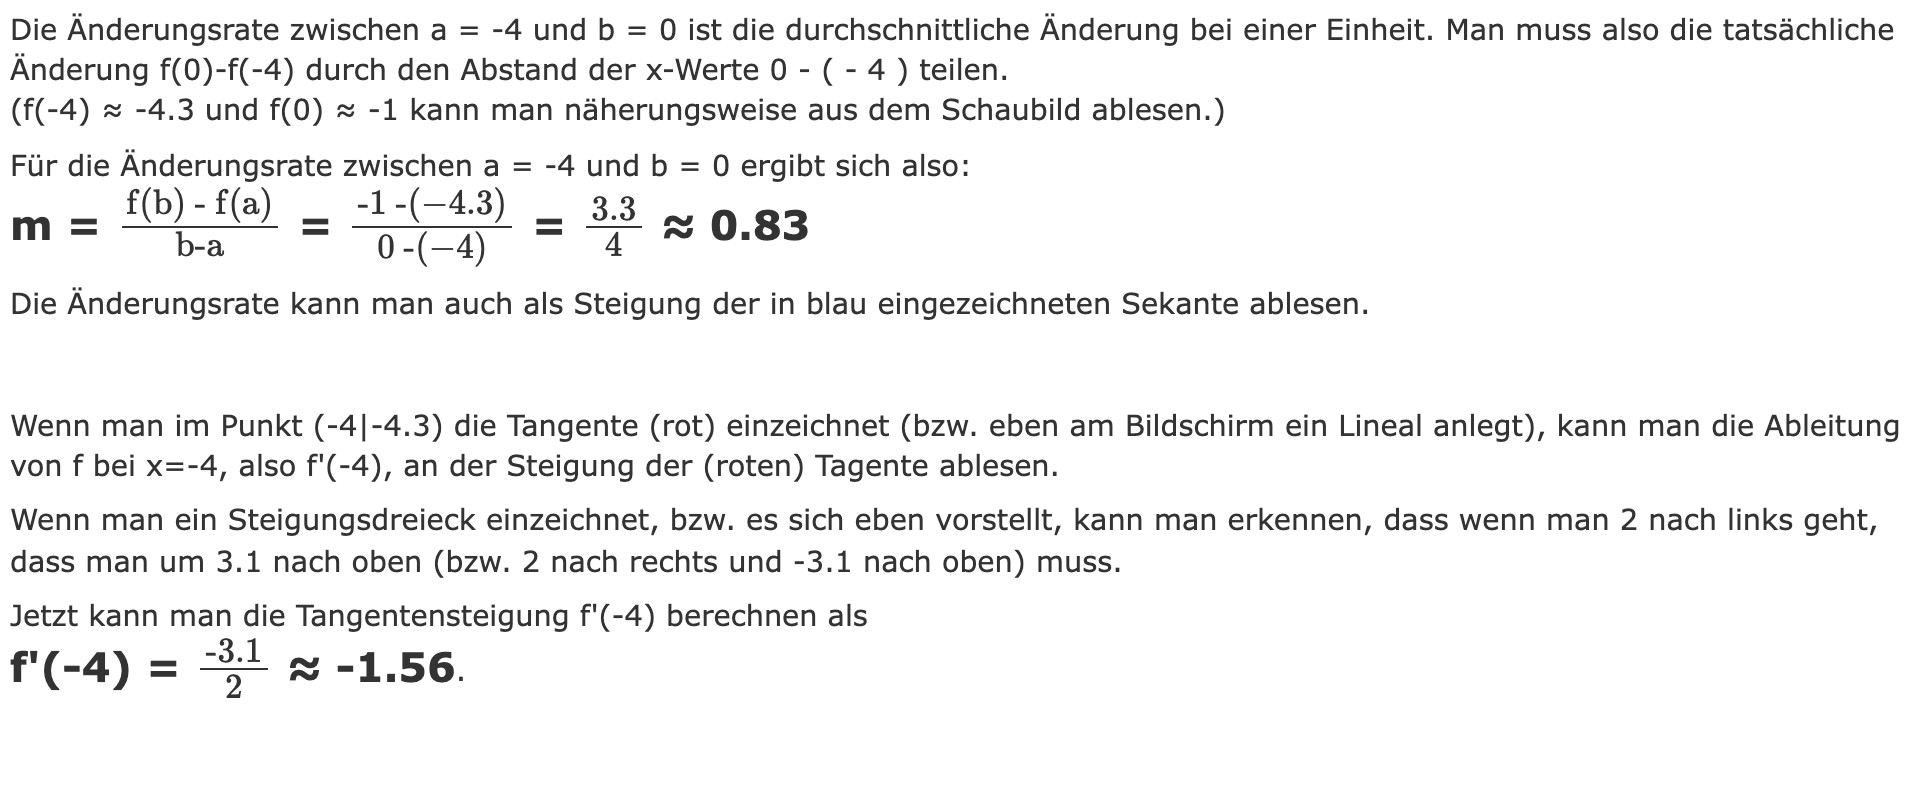 Die Änderungsrate zwischen a = -4 und b = 0 ist die durchschnittliche Änderung bei einer Einheit. Man muss also die tatsächliche
Änderung f(0)-f(-4) durch den Abstand der x-Werte 0 - ( - 4 ) teilen.
(f(-4) ≈ -4.3 und f(0) ≈ -1 kann man näherungsweise aus dem Schaubild ablesen.)
Für die Änderungsrate zwischen a = -4 und b = 0 ergibt sich also:
m = f(b) - f(a) / b-a = -1 -(−4.3) / 0 -(−4) = 3.3 / 4 ≈ 0.83
Die Änderungsrate kann man auch als Steigung der in blau eingezeichneten Sekante ablesen.
Wenn man im Punkt (-4|-4.3) die Tangente (rot) einzeichnet (bzw. eben am Bildschirm ein Lineal anlegt), kann man die Ableitung
von f bei x=-4, also f'(-4), an der Steigung der (roten) Tagente ablesen.
Wenn man ein Steigungsdreieck einzeichnet, bzw. es sich eben vorstellt, kann man erkennen, dass wenn man 2 nach links geht,
dass man um 3.1 nach oben (bzw. 2 nach rechts und -3.1 nach oben) muss.
Jetzt kann man die Tangentensteigung f'(-4) berechnen als
f'(-4) = -3.1 / 2 ≈ -1.56.